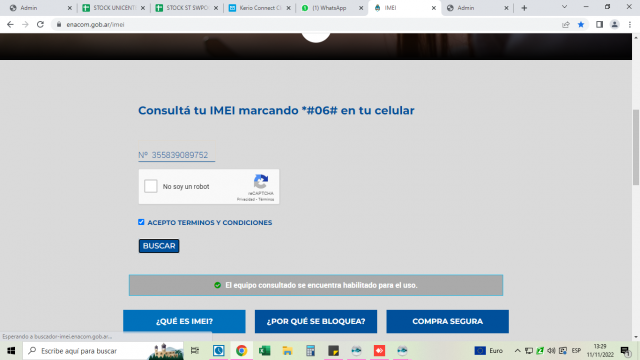 Admin
STOCK UNICENT
STOCK ST SWPO
Kerio Connect Cl
(1) WhatsApp
IMEI
Admin
enacom.gob.ar/imei
Consultá tu IMEI marcando *#06# en tu celular
Nº 355839089752
No soy un robot
reCAPTCHA
Privacidad - Términos
ACEPTO TERMINOS Y CONDICIONES
BUSCAR
El equipo consultado se encuentra habilitado para el uso.
¿QUÉ ES IMEI?
¿POR QUÉ SE BLOQUEA?
COMPRA SEGURA
Esperando a buscador-imei.enacom.gob.ar...
Escribe aquí para buscar
Euro
ESP
13:29
11/11/2022